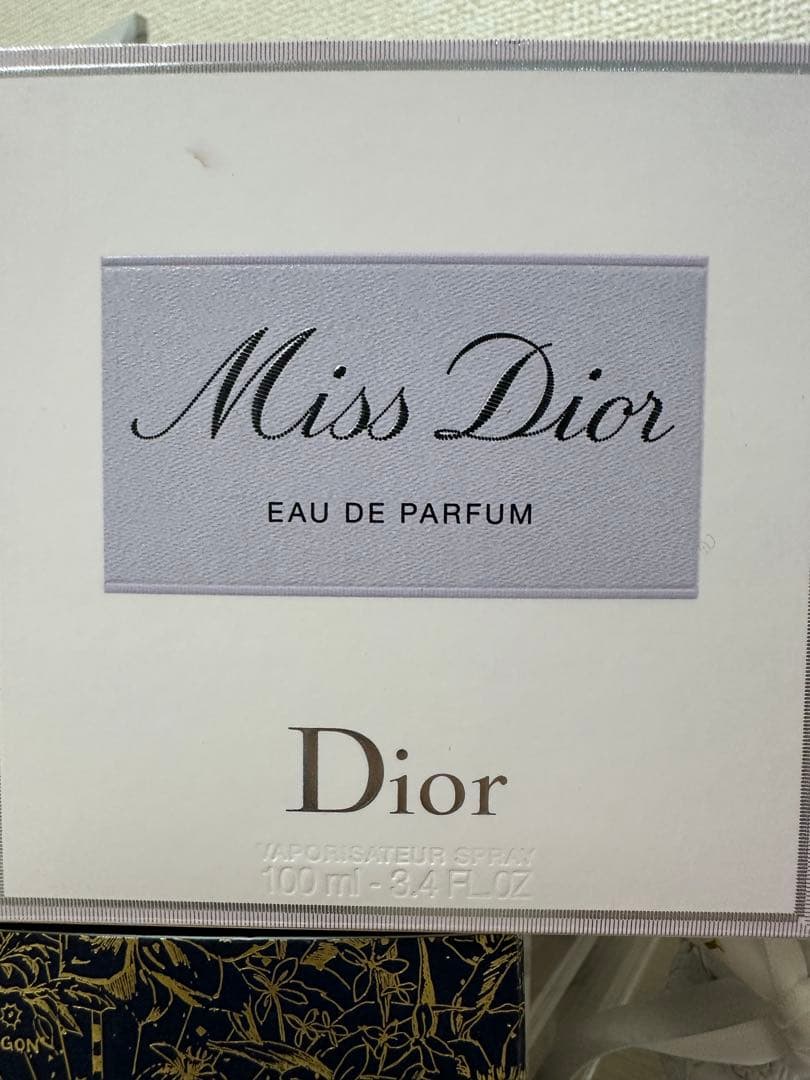 Miss Dior
EAU DE PARFUM
Dior
VAPORISATEUR SPRAY
100 ml - 3.4 FL.OZ